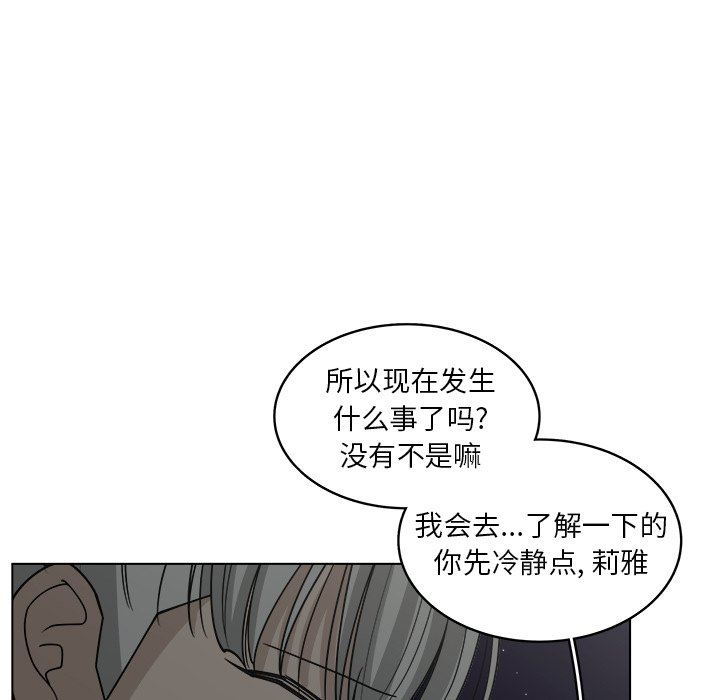 所以现在发生
什么事了吗?
没有不是嘛
我会去...了解一下的
你先冷静点, 莉雅